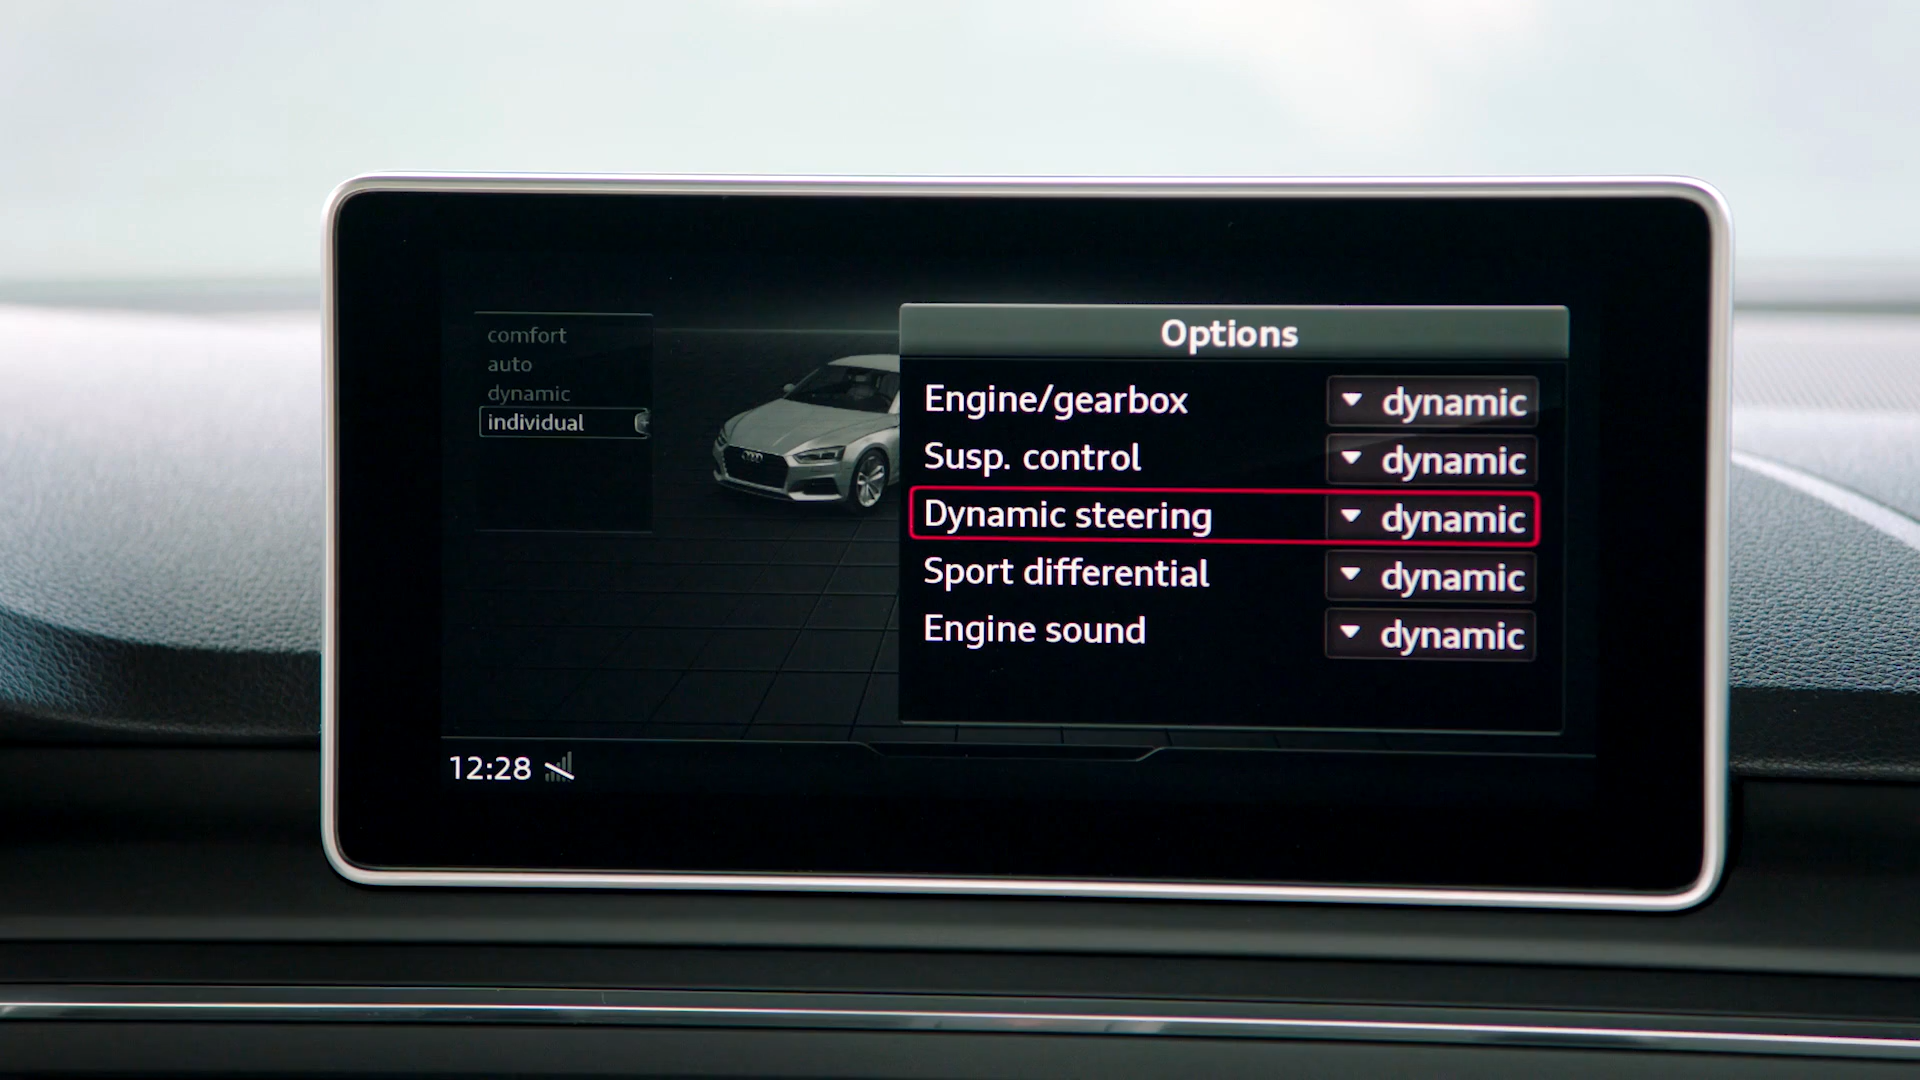 comfort
auto
dynamic
individual
Options
Engine/gearbox dynamic
Susp. control dynamic
Dynamic steering dynamic
Sport differential dynamic
Engine sound dynamic
12:28